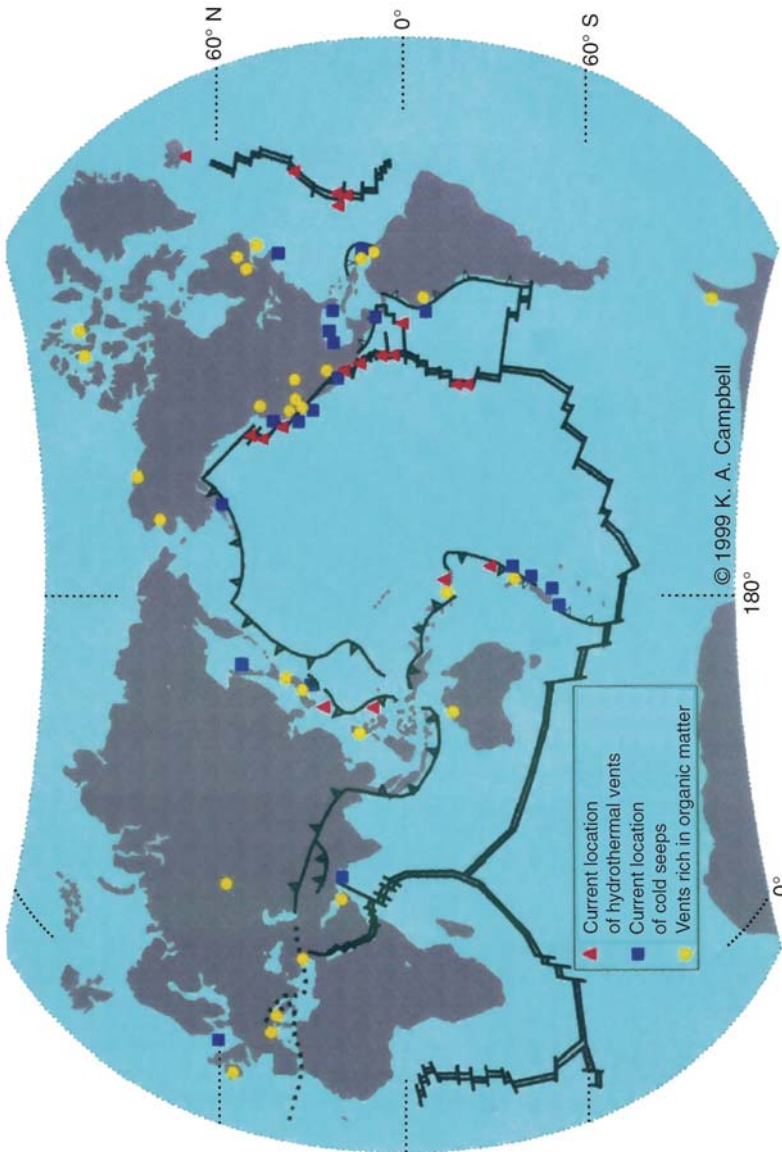 60° N
0°
60° S
© 1999 K. A. Campbell
180°
0°
Current location
of hydrothermal vents
Current location
of cold seeps
Vents rich in organic matter